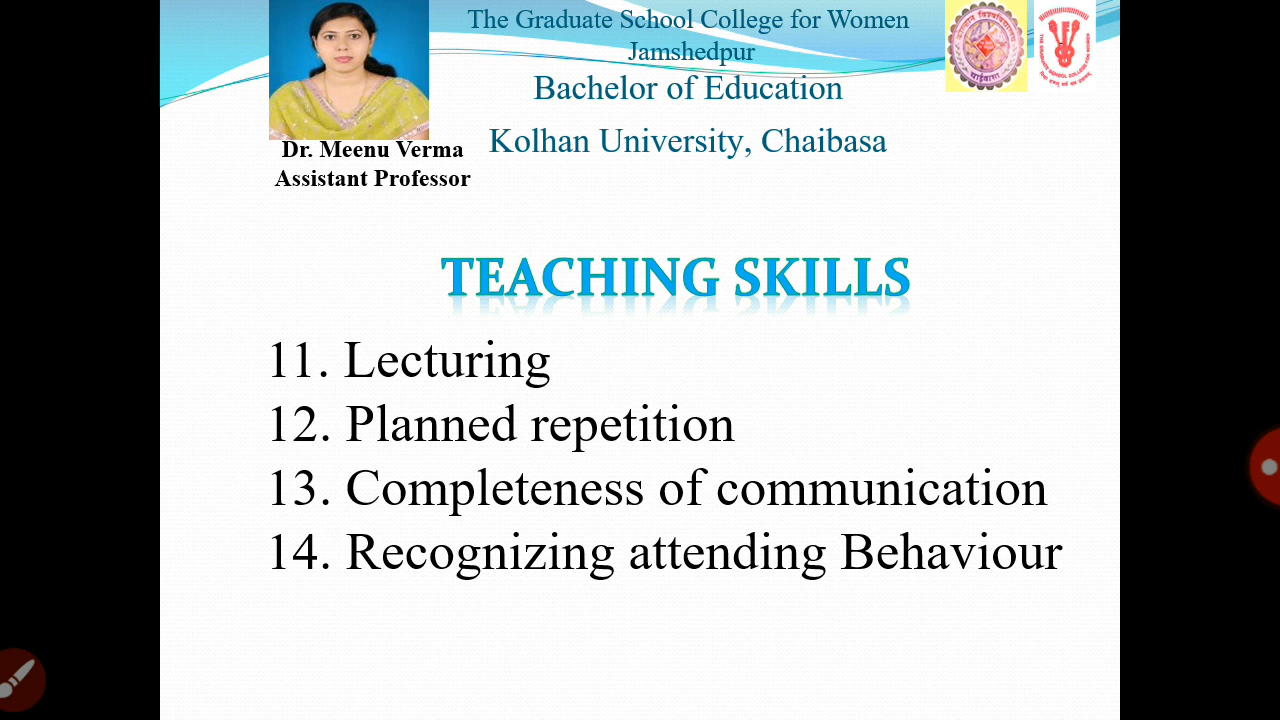 The Graduate School College for Women
Jamshedpur
Bachelor of Education
Kolhan University, Chaibasa
Dr. Meenu Verma
Assistant Professor
TEACHING SKILLS
11. Lecturing
12. Planned repetition
13. Completeness of communication
14. Recognizing attending Behaviour